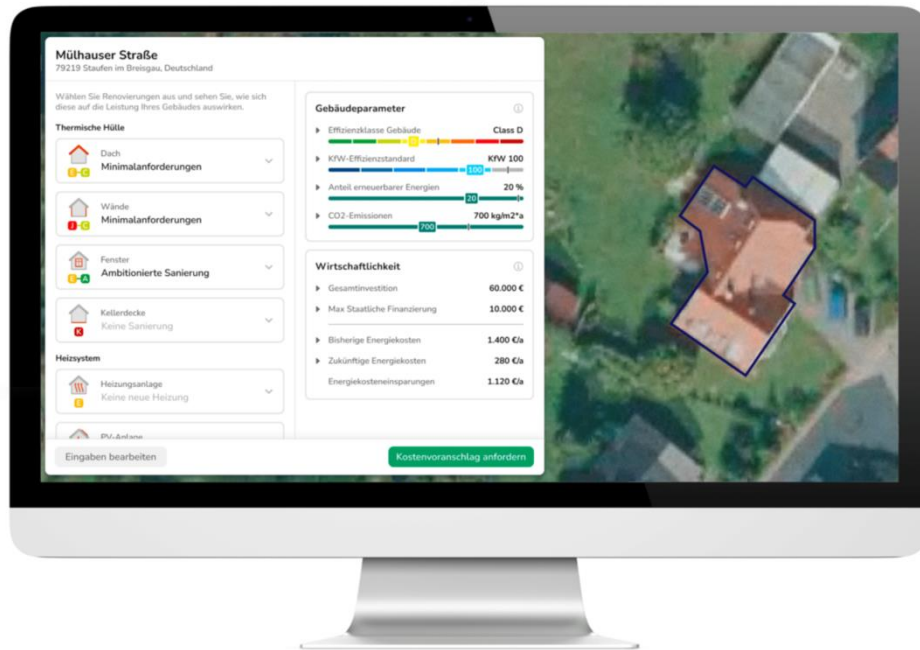 Mülhauser Straße
79219 Staufen im Breisgau, Deutschland
Wählen Sie Renovierungen aus und sehen Sie, wie sich
diese auf die Leistung Ihres Gebäudes auswirken.
Thermische Hülle
Dach
Minimalanforderungen
E-C
Wände
Minimalanforderungen
J-C
Fenster
Ambitionierte Sanierung
E-A
Kellerdecke
Keine Sanierung
K
Heizsystem
Heizungsanlage
Keine neue Heizung
E
PV-Anlage
Eingaben bearbeiten
Gebäudeparameter
Effizienzklasse Gebäude Class D
D
KfW-Effizienzstandard KfW 100
100
Anteil erneuerbarer Energien 20 %
20
CO2-Emissionen 700 kg/m2*a
700
Wirtschaftlichkeit
Gesamtinvestition 60.000 €
Max Staatliche Finanzierung 10.000 €
Bisherige Energiekosten 1.400 €/a
Zukünftige Energiekosten 280 €/a
Energiekosteneinsparungen 1.120 €/a
Kostenvoranschlag anfordern